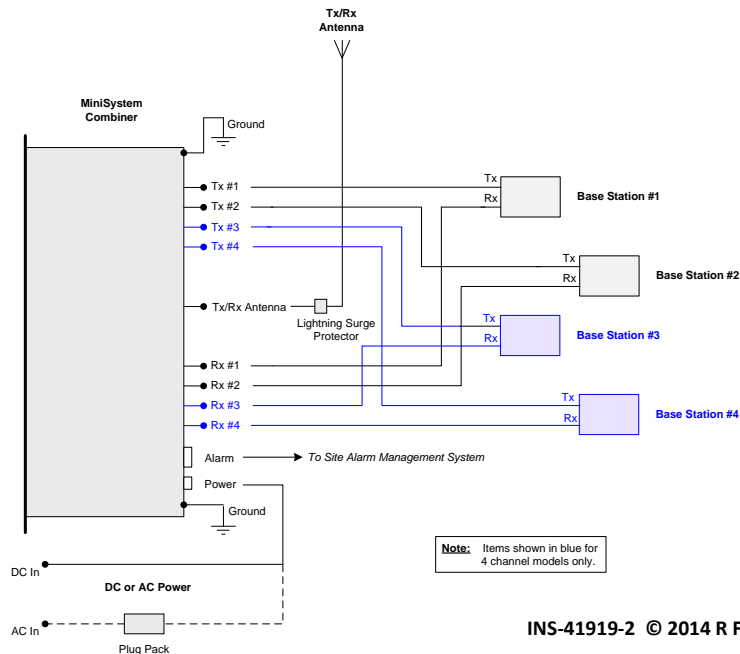 Tx/Rx
Antenna
MiniSystem
Combiner
Ground
Tx #1
Tx #2
Tx #3
Tx #4
Tx/Rx Antenna
Lightning Surge
Protector
Rx #1
Rx #2
Rx #3
Rx #4
Alarm
To Site Alarm Management System
Power
Ground
Tx
Rx
Base Station #1
Tx
Rx
Base Station #2
Tx
Rx
Base Station #3
Tx
Rx
Base Station #4
Note: Items shown in blue for
4 channel models only.
DC In
DC or AC Power
AC In
Plug Pack
INS-41919-2 © 2014 R F